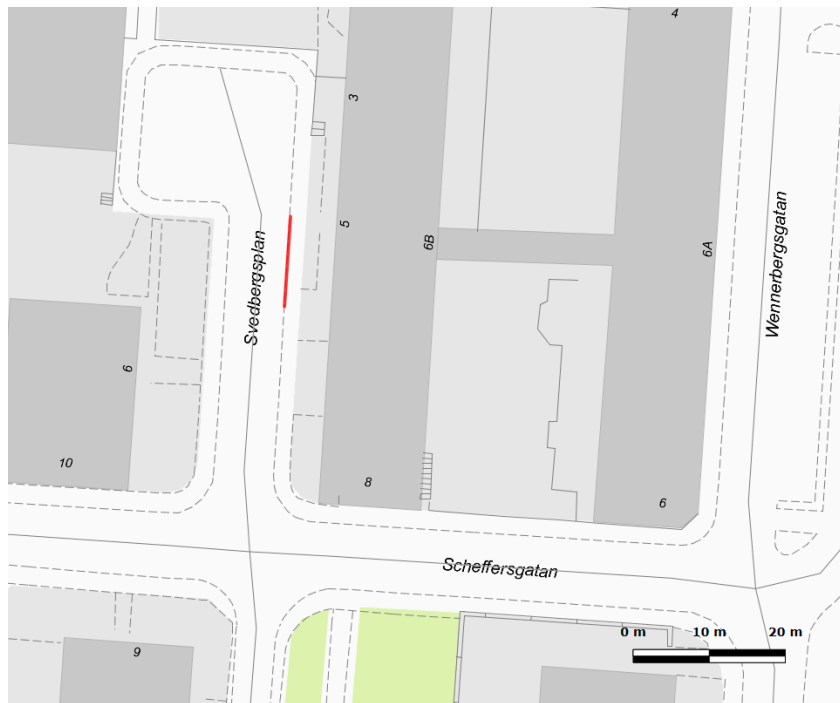 4
3
5
6B
6A
Svedbergsplan
Wennerbergsgatan
6
10
8
6
Scheffersgatan
0 m 10 m 20 m
9